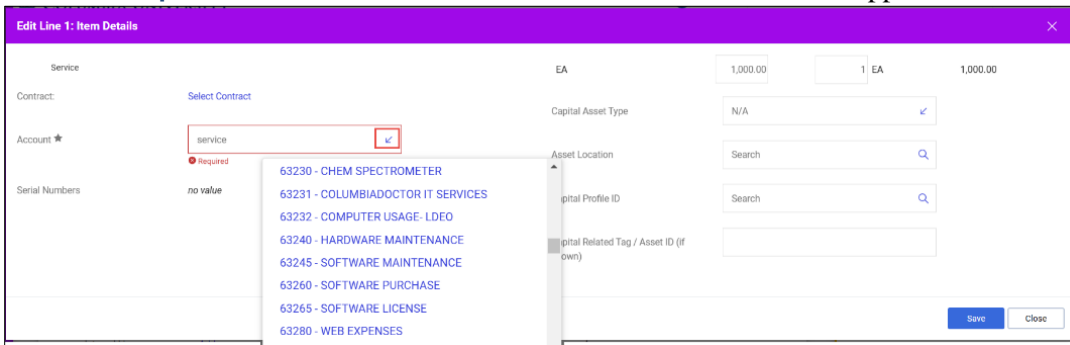 Edit Line 1: Item Details
Service
EA 1,000.00 1 EA 1,000.00
Contract: Select Contract
Capital Asset Type N/A
Account ★ service
Required
Asset Location Search
Serial Numbers no value
pital Profile ID Search
pital Related Tag / Asset ID (if
own)
63230 - CHEM SPECTROMETER
63231 - COLUMBIADOCTOR IT SERVICES
63232 - COMPUTER USAGE- LDEO
63240 - HARDWARE MAINTENANCE
63245 - SOFTWARE MAINTENANCE
63260 - SOFTWARE PURCHASE
63265 - SOFTWARE LICENSE
63280 - WEB EXPENSES
Save Close